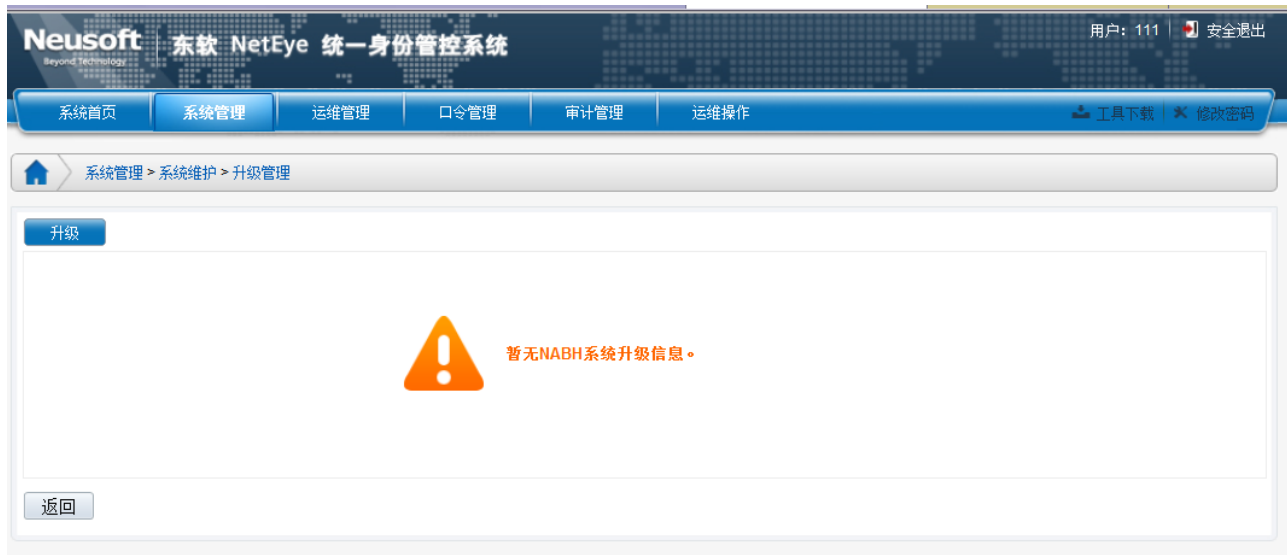 Neusoft 东软 NetEye 统一身份管控系统
Beyond Technology
用户：111 安全退出
系统首页 系统管理 运维管理 口令管理 审计管理 运维操作 工具下载 修改密码
系统管理 > 系统维护 > 升级管理
升级
暂无NABH系统升级信息。
返回